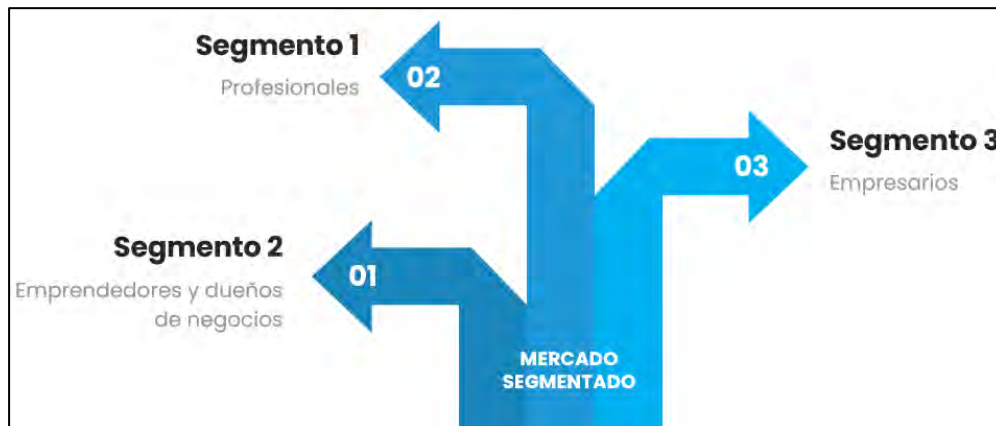 Segmento 1
Profesionales
02
Segmento 3
Empresarios
03
Segmento 2
Emprendedores y dueños
de negocios
01
MERCADO
SEGMENTADO